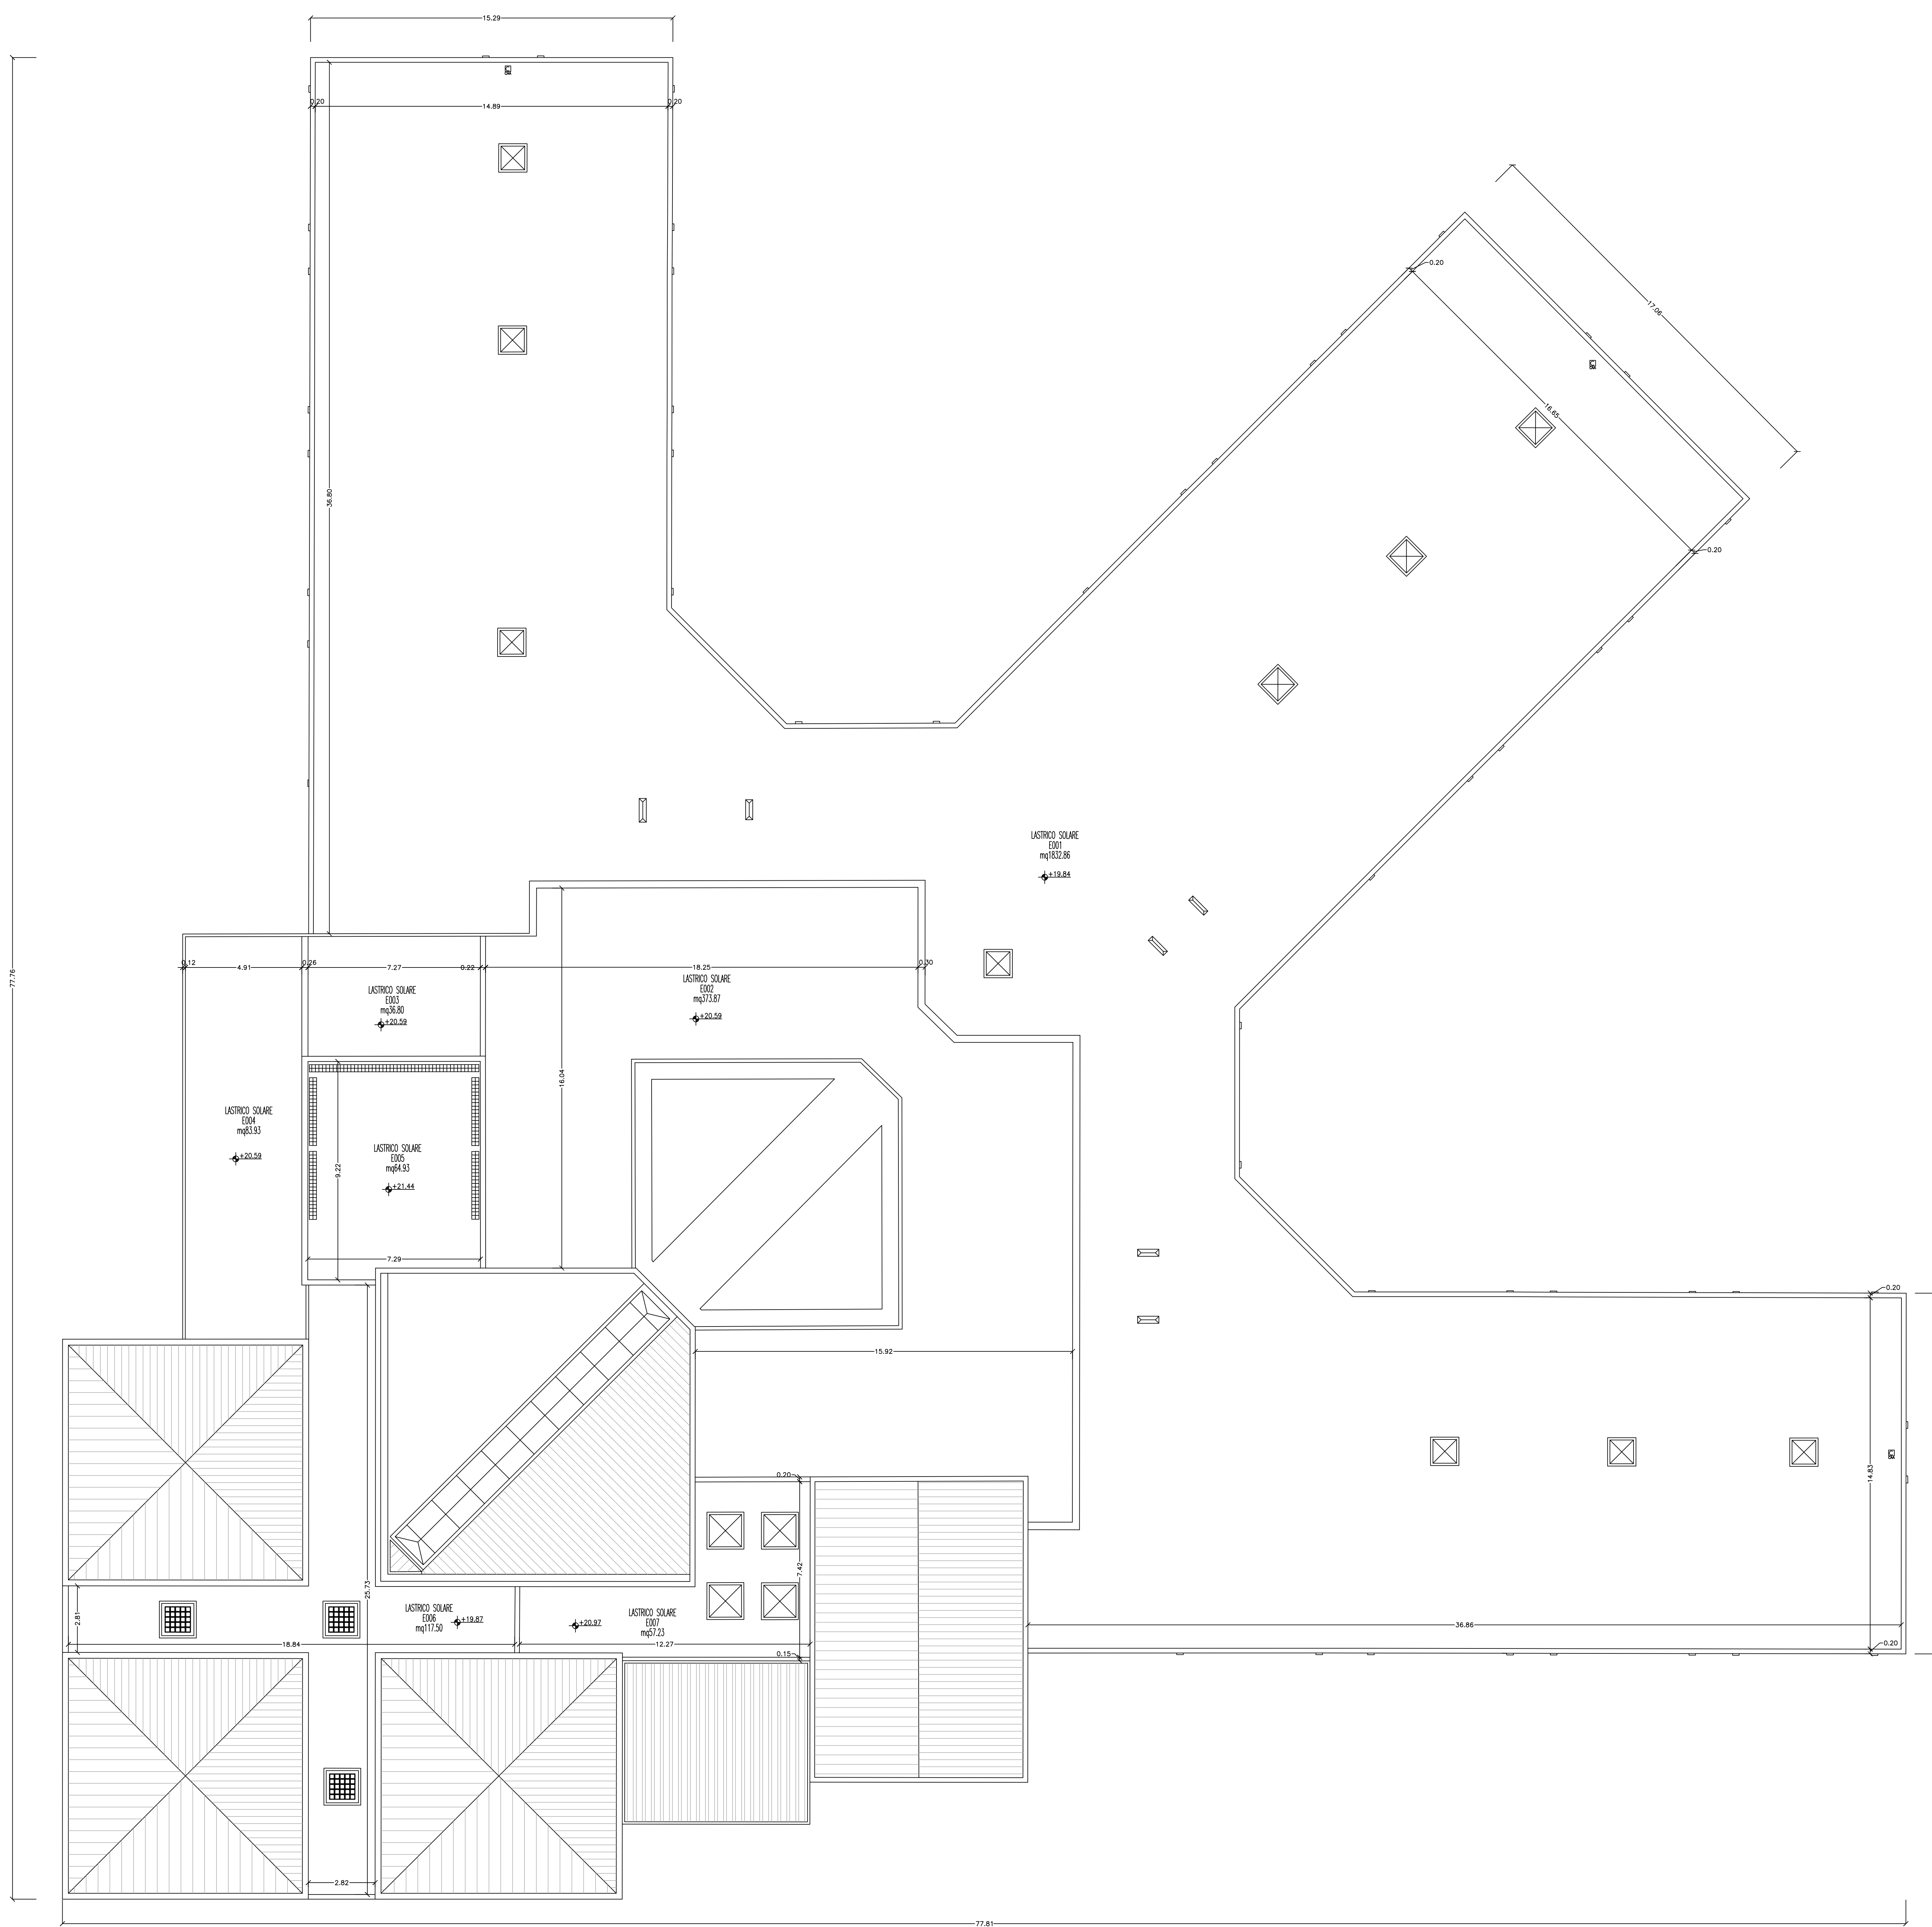 15.29
0.20
14.89
0.20
17.06
0.20
16.65
36.80
0.20
LASTRICO SOLARE
E001
mq1832.86
+19.84
77.76
0.12
4.91
0.26
7.27
0.22
18.25
0.30
LASTRICO SOLARE
E003
mq36.80
+20.59
LASTRICO SOLARE
E002
mq373.87
+20.59
16.04
LASTRICO SOLARE
E004
mq83.93
+20.59
LASTRICO SOLARE
E005
mq64.93
+21.44
9.22
7.29
0.20
15.92
14.83
0.20
7.42
25.73
2.81
LASTRICO SOLARE
E006
mq117.50
+19.87
LASTRICO SOLARE
E007
mq57.23
+20.97
36.86
18.84
12.27
0.20
0.15
2.82
77.81